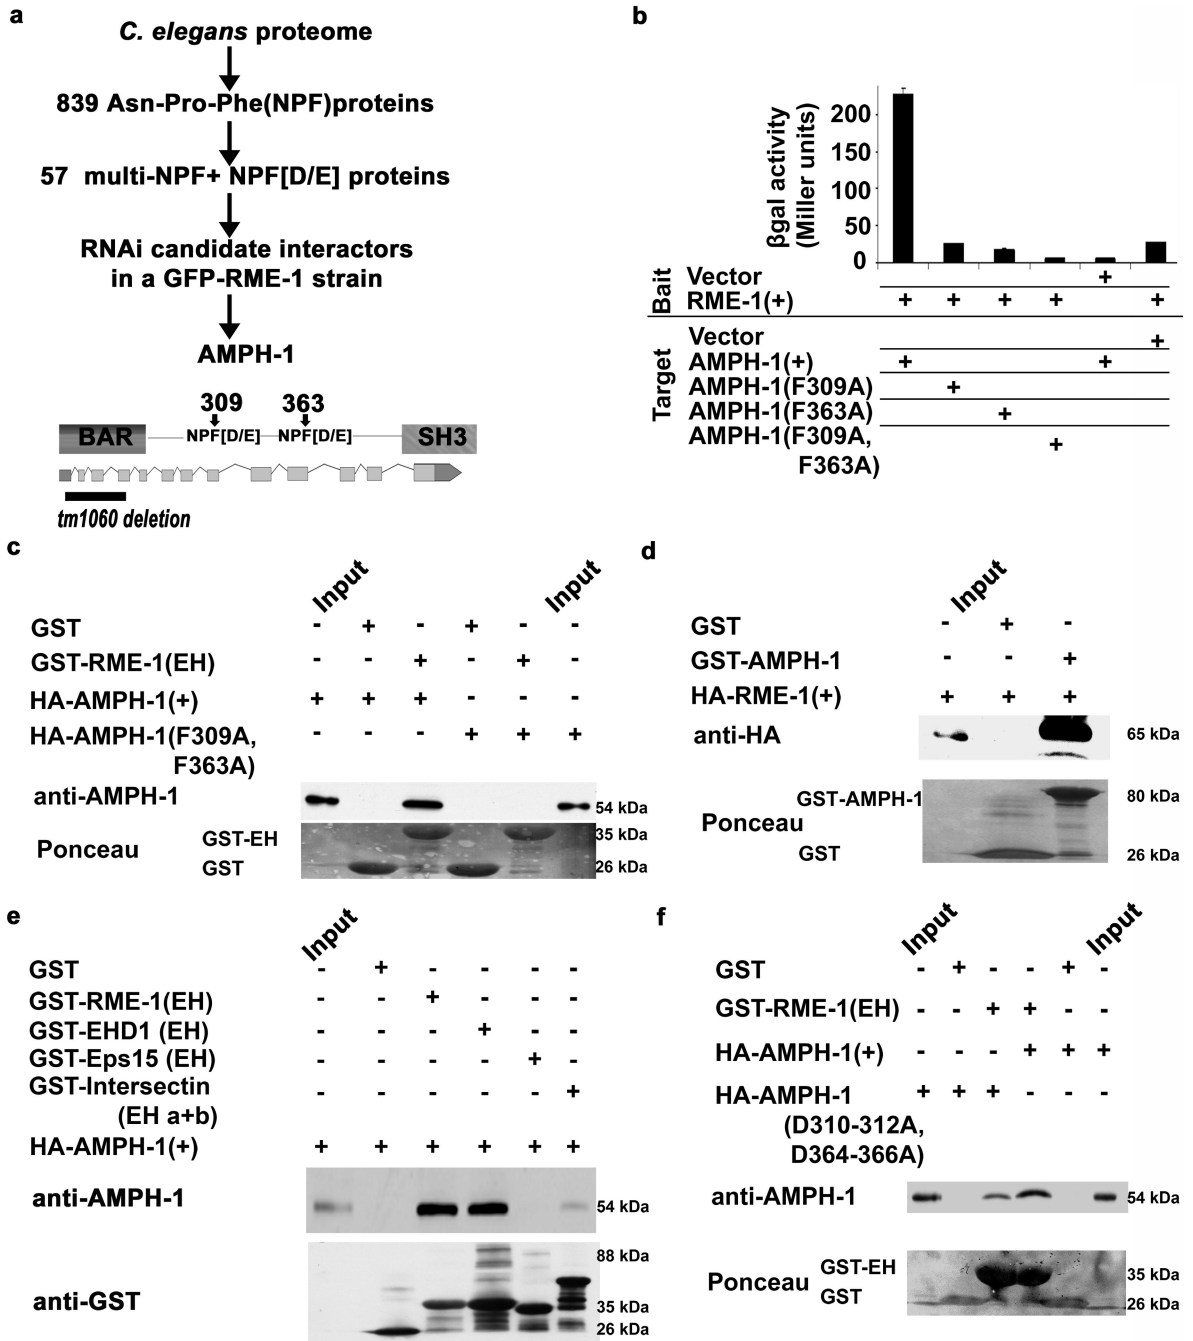 a
C. elegans proteome
839 Asn-Pro-Phe(NPF)proteins
57 multi-NPF+ NPF[D/E] proteins
RNAi candidate interactors
in a GFP-RME-1 strain
AMPH-1
309 363
BAR NPF[D/E] NPF[D/E] SH3
tm1060 deletion
b
βgal activity
(Miller units)
200
150
100
50
0
Bait
Vector +
RME-1(+) + + + + +
Target
Vector +
AMPH-1(+) + +
AMPH-1(F309A) +
AMPH-1(F363A) +
AMPH-1(F309A,
F363A) +
c
Input Input
GST - + - + - -
GST-RME-1(EH) - - + - + -
HA-AMPH-1(+) + + + - - -
HA-AMPH-1(F309A, - - - + + +
F363A)
anti-AMPH-1 54 kDa
Ponceau
GST-EH 35 kDa
GST 26 kDa
d
Input
GST - + -
GST-AMPH-1 - - +
HA-RME-1(+) + + +
anti-HA 65 kDa
GST-AMPH-1 80 kDa
Ponceau
GST 26 kDa
e
Input
GST - + - - - -
GST-RME-1(EH) - - + - - -
GST-EHD1 (EH) - - - + - -
GST-Eps15 (EH) - - - - + -
GST-Intersectin - - - - - +
(EH a+b)
HA-AMPH-1(+) + + + + + +
anti-AMPH-1 54 kDa
anti-GST
88 kDa
35 kDa
26 kDa
f
Input Input
GST - + - - + -
GST-RME-1(EH) - - + + - -
HA-AMPH-1(+) - - - + + +
HA-AMPH-1 + + + - - -
(D310-312A,
D364-366A)
anti-AMPH-1 54 kDa
Ponceau
GST-EH 35 kDa
GST 26 kDa